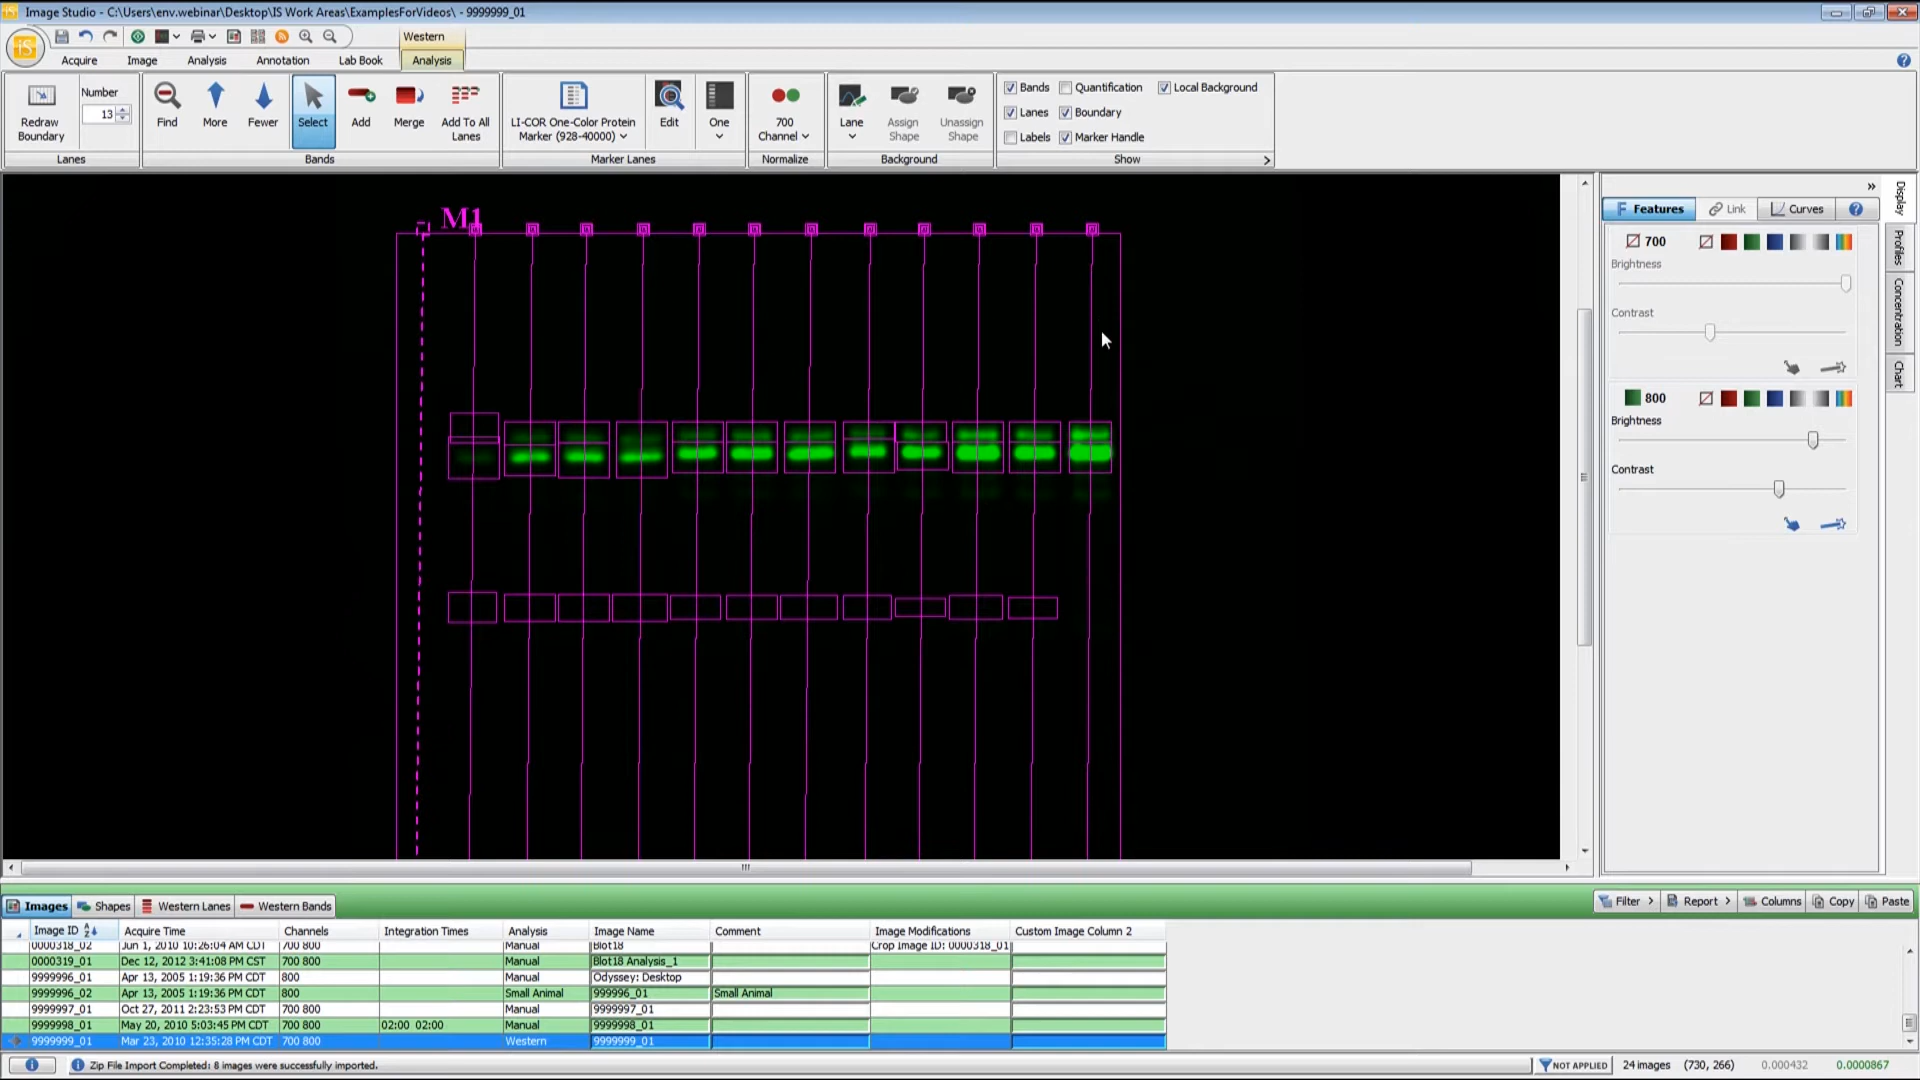 Image Studio - C:\Users\env.webinar\Desktop\IS Work Areas\ExamplesForVideos\ - 9999999_01
iS
Western
Acquire Image Analysis Annotation Lab Book Analysis
Number
13
Redraw Boundary
Find More Fewer Select Add Merge Add To All Lanes
LI-COR One-Color Protein Marker (928-40000)
Edit One
700 Channel
Lane
Assign Shape
Unassign Shape
Bands Quantification Local Background
Lanes Boundary
Labels Marker Handle
Lanes Bands Marker Lanes Normalize Background Show
M1
Features Link Curves
Display
Profiles
Concentration
Chart
700
Brightness
Contrast
800
Brightness
Contrast
Images Shapes Western Lanes Western Bands
Filter Report Columns Copy Paste
Image ID Acquire Time Channels Integration Times Analysis Image Name Comment Image Modifications Custom Image Column 2
0000318_02 Jun 1, 2010 10:26:04 AM CDT 700 800 Manual Blot18 Crop Image ID: 0000318_01
0000319_01 Dec 12, 2012 3:41:08 PM CST 700 800 Manual Blot18 Analysis_1
9999996_01 Apr 13, 2005 1:19:36 PM CDT 800 Manual Odyssey: Desktop
9999996_02 Apr 13, 2005 1:19:36 PM CDT 800 Small Animal 999996_01 Small Animal
9999997_01 Oct 27, 2011 2:23:53 PM CDT 700 800 Manual 9999997_01
9999998_01 May 20, 2010 5:03:45 PM CDT 700 800 02:00 02:00 Manual 9999998_01
9999999_01 Mar 23, 2010 12:35:28 PM CDT 700 800 Western 9999999_01
Zip File Import Completed: 8 images were successfully imported.
NOT APPLIED 24 images (730, 266) 0.000432 0.0000867